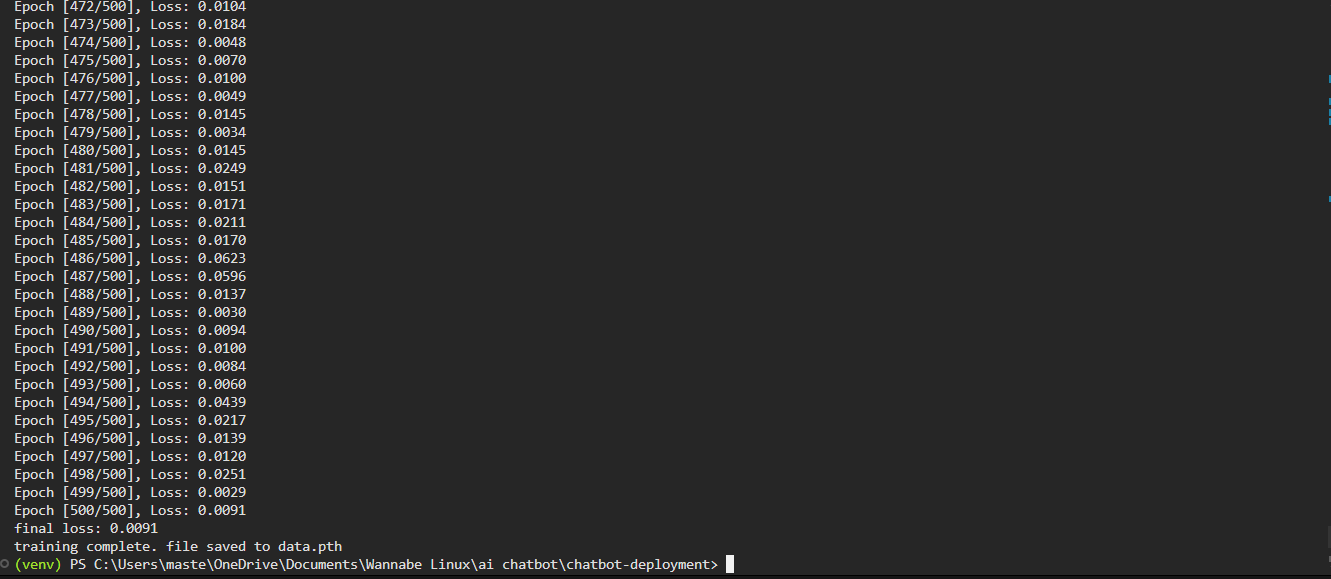 Epoch [472/500], Loss: 0.0104
Epoch [473/500], Loss: 0.0184
Epoch [474/500], Loss: 0.0048
Epoch [475/500], Loss: 0.0070
Epoch [476/500], Loss: 0.0100
Epoch [477/500], Loss: 0.0049
Epoch [478/500], Loss: 0.0145
Epoch [479/500], Loss: 0.0034
Epoch [480/500], Loss: 0.0145
Epoch [481/500], Loss: 0.0249
Epoch [482/500], Loss: 0.0151
Epoch [483/500], Loss: 0.0171
Epoch [484/500], Loss: 0.0211
Epoch [485/500], Loss: 0.0170
Epoch [486/500], Loss: 0.0623
Epoch [487/500], Loss: 0.0596
Epoch [488/500], Loss: 0.0137
Epoch [489/500], Loss: 0.0030
Epoch [490/500], Loss: 0.0094
Epoch [491/500], Loss: 0.0100
Epoch [492/500], Loss: 0.0084
Epoch [493/500], Loss: 0.0060
Epoch [494/500], Loss: 0.0439
Epoch [495/500], Loss: 0.0217
Epoch [496/500], Loss: 0.0139
Epoch [497/500], Loss: 0.0120
Epoch [498/500], Loss: 0.0251
Epoch [499/500], Loss: 0.0029
Epoch [500/500], Loss: 0.0091
final loss: 0.0091
training complete. file saved to data.pth
(venv) PS C:\Users\maste\OneDrive\Documents\Wannabe Linux\ai chatbot\chatbot-deployment>